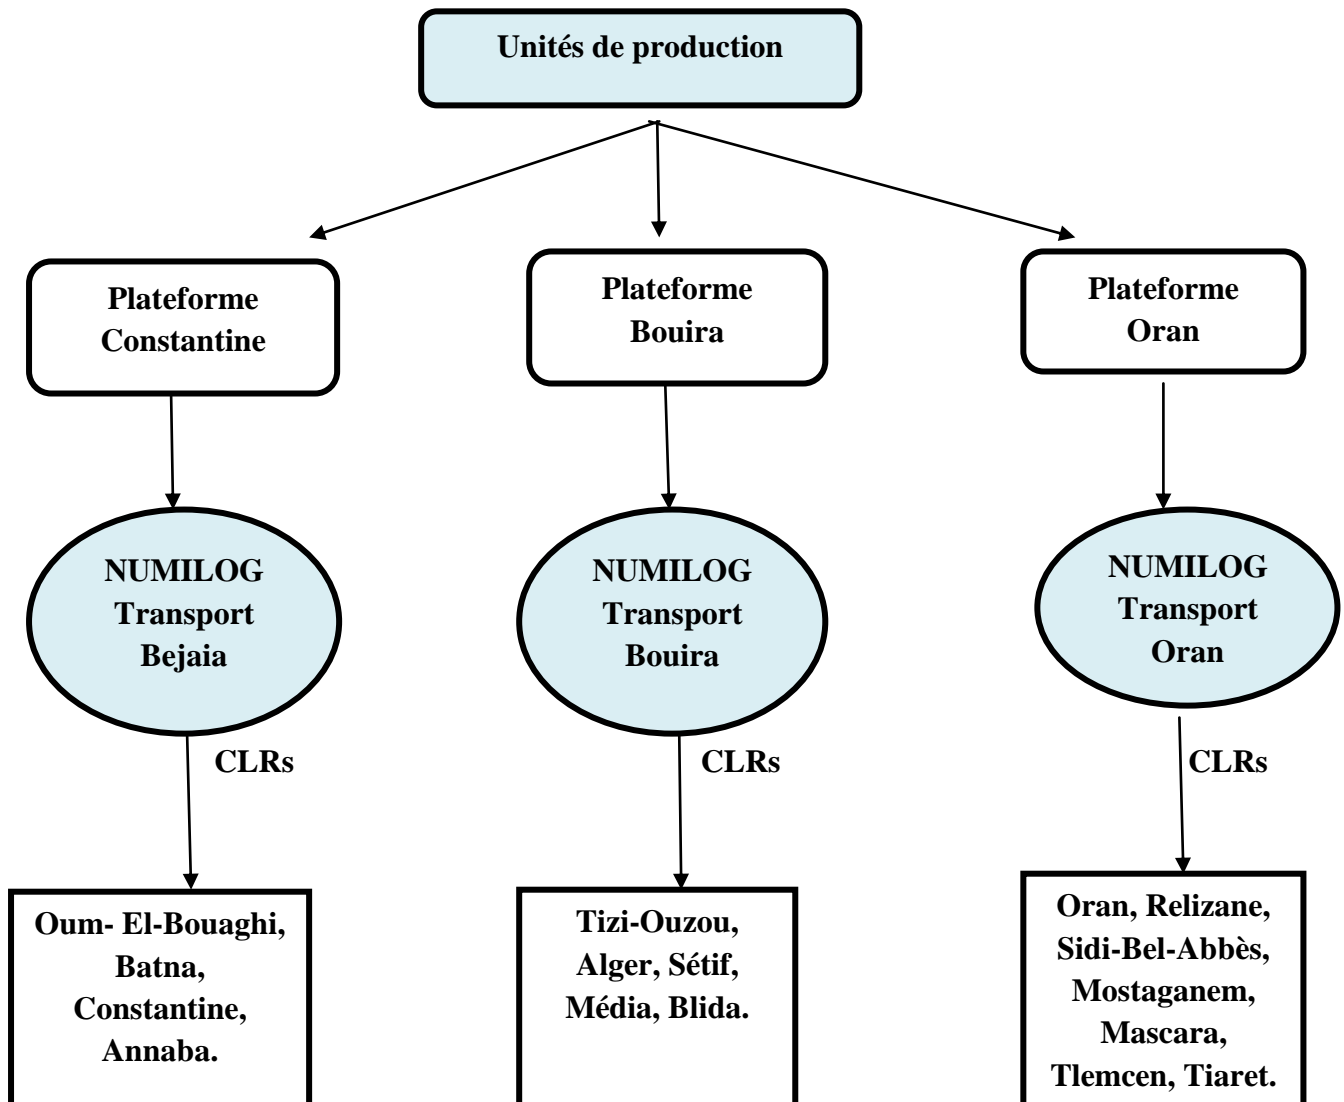 Unités de production
Plateforme
Constantine
Plateforme
Bouira
Plateforme
Oran
NUMILOG
Transport
Bejaia
NUMILOG
Transport
Bouira
NUMILOG
Transport
Oran
CLRs
CLRs
CLRs
Oum- El-Bouaghi,
Batna,
Constantine,
Annaba.
Tizi-Ouzou,
Alger, Sétif,
Média, Blida.
Oran, Relizane,
Sidi-Bel-Abbès,
Mostaganem,
Mascara,
Tlemcen, Tiaret.